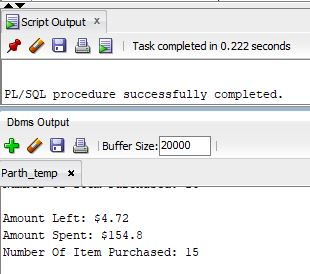 Script Output x
Task completed in 0.222 seconds
PL/SQL procedure successfully completed.
Dbms Output
Buffer Size: 20000
Parth_temp x
Amount Left: $4.72
Amount Spent: $154.8
Number Of Item Purchased: 15